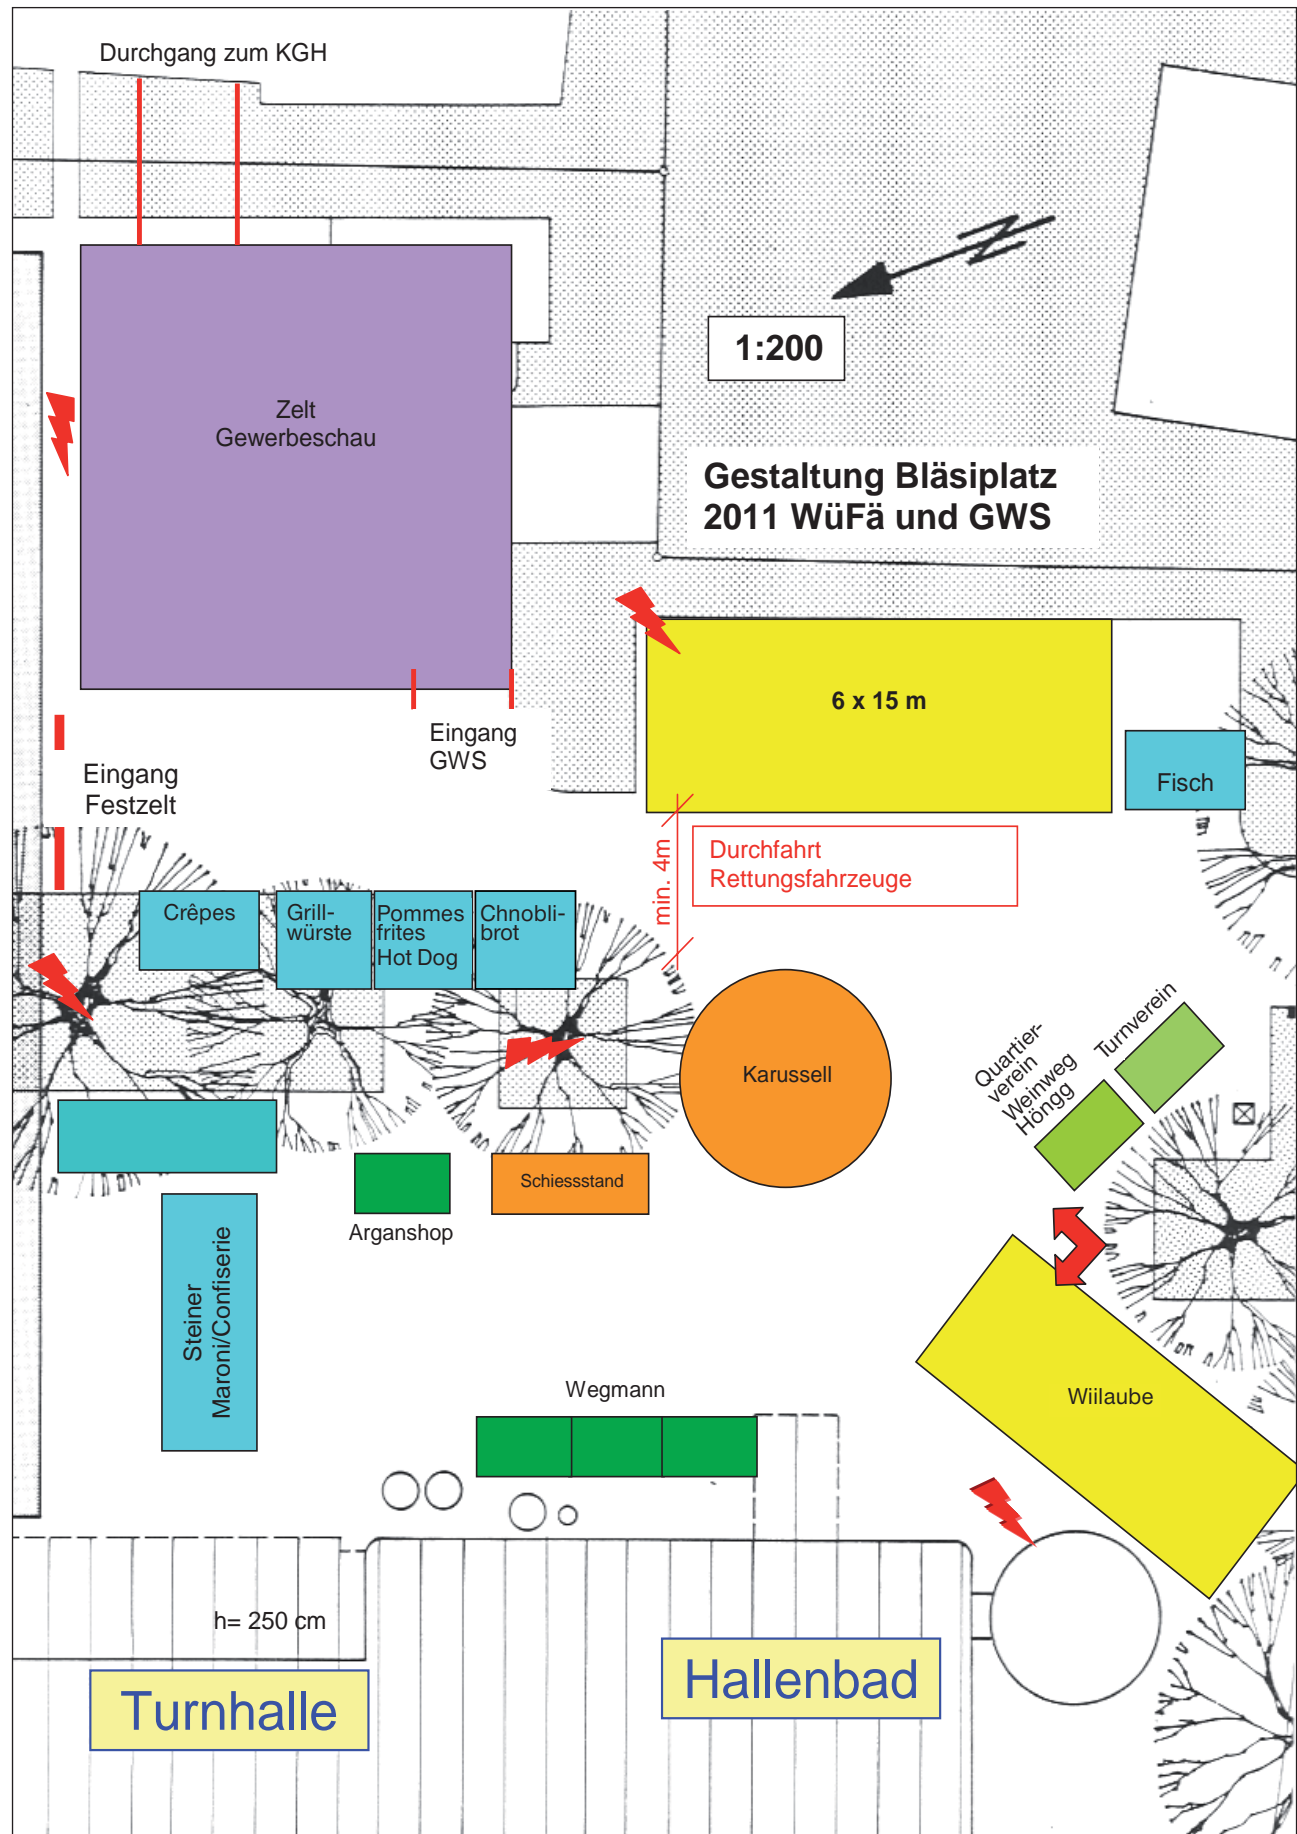 Durchgang zum KGH
1:200
Zelt
Gewerbeschau
Gestaltung Bläsiplatz
2011 WüFä und GWS
6 x 15 m
Eingang
GWS
Eingang
Festzelt
Fisch
min. 4m
Durchfahrt
Rettungsfahrzeuge
Crêpes
Grill-
würste
Pommes
frites
Hot Dog
Chnobli-
brot
Karussell
Quartier-
verein
Weinweg
Höngg
Turnverein
Schiessstand
Arganshop
Steiner
Maroni/Confiserie
Wegmann
Wiilaube
h= 250 cm
Turnhalle
Hallenbad